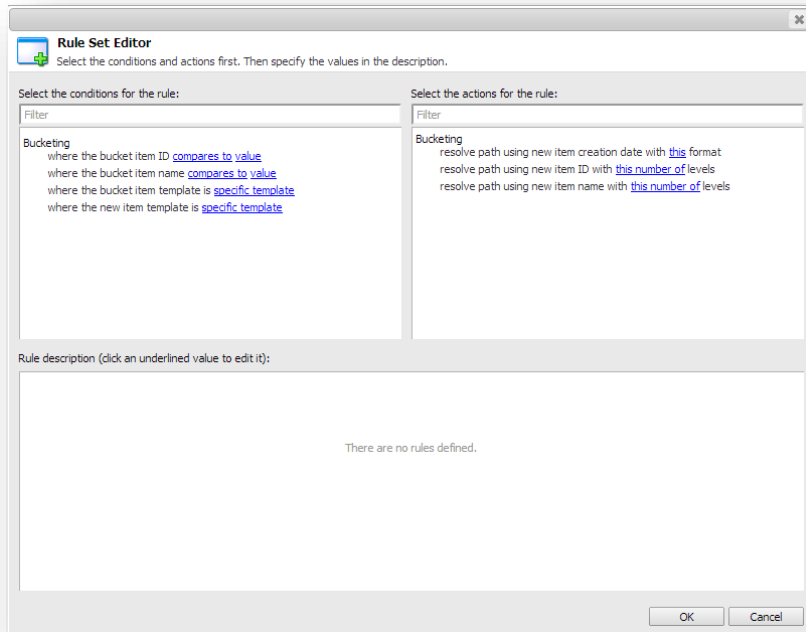 Rule Set Editor
Select the conditions and actions first. Then specify the values in the description.
Select the conditions for the rule:
Filter
Bucketing
where the bucket item ID compares to value
where the bucket item name compares to value
where the bucket item template is specific template
where the new item template is specific template
Select the actions for the rule:
Filter
Bucketing
resolve path using new item creation date with this format
resolve path using new item ID with this number of levels
resolve path using new item name with this number of levels
Rule description (click an underlined value to edit it):
There are no rules defined.
OK
Cancel